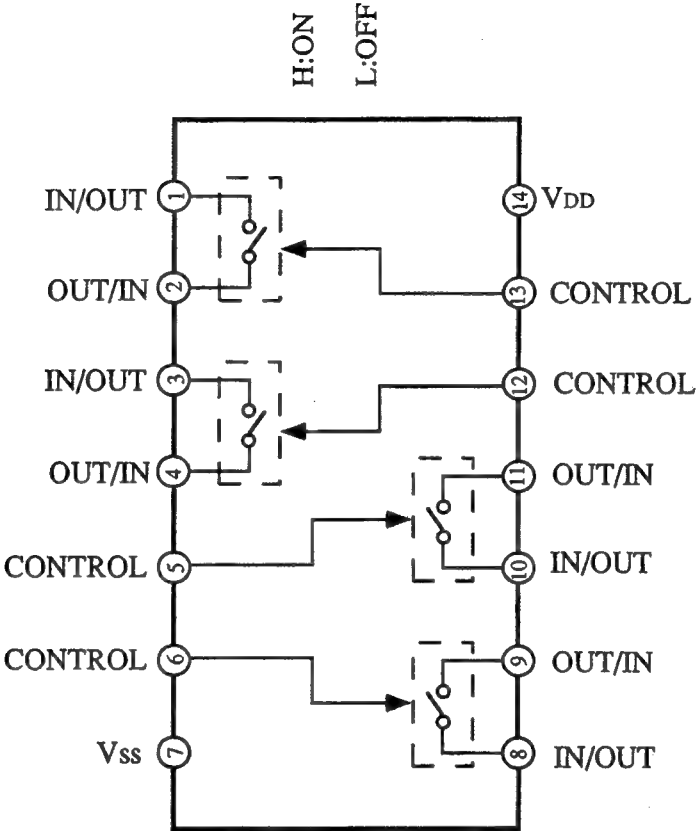 H:ON
L:OFF
IN/OUT 1
OUT/IN 2
IN/OUT 3
OUT/IN 4
CONTROL 5
CONTROL 6
Vss 7
14 VDD
13 CONTROL
12 CONTROL
11 OUT/IN
10 IN/OUT
9 OUT/IN
8 IN/OUT